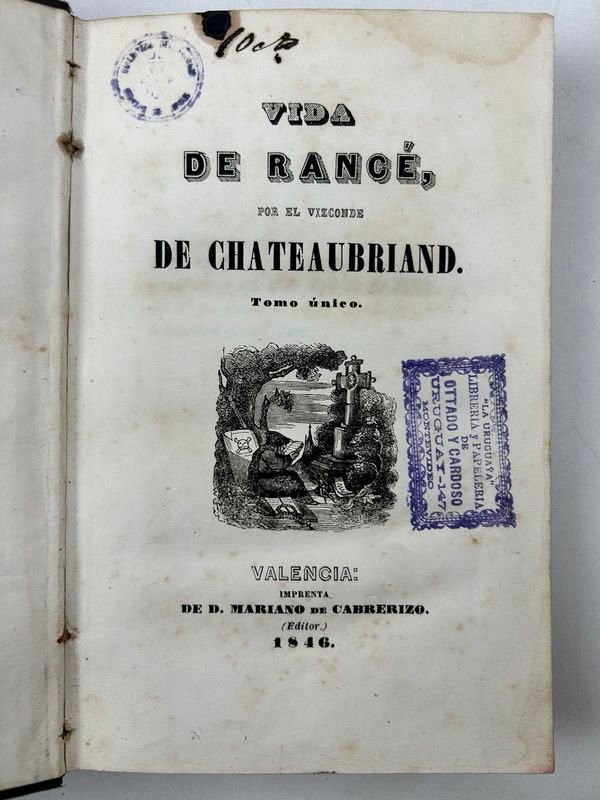 VIDA
DE RANCÉ,
POR EL VIZCONDE
DE CHATEAUBRIAND.
Tomo único.
"LA URUGUAYA"
LIBRERIA y PAPELERIA
DE
OTTADO Y CARDOSO
URUGUAY-147
MONTEVIDEO
VALENCIA:
IMPRENTA
DE D. MARIANO DE CABRERIZO.
(Editor.)
1846.